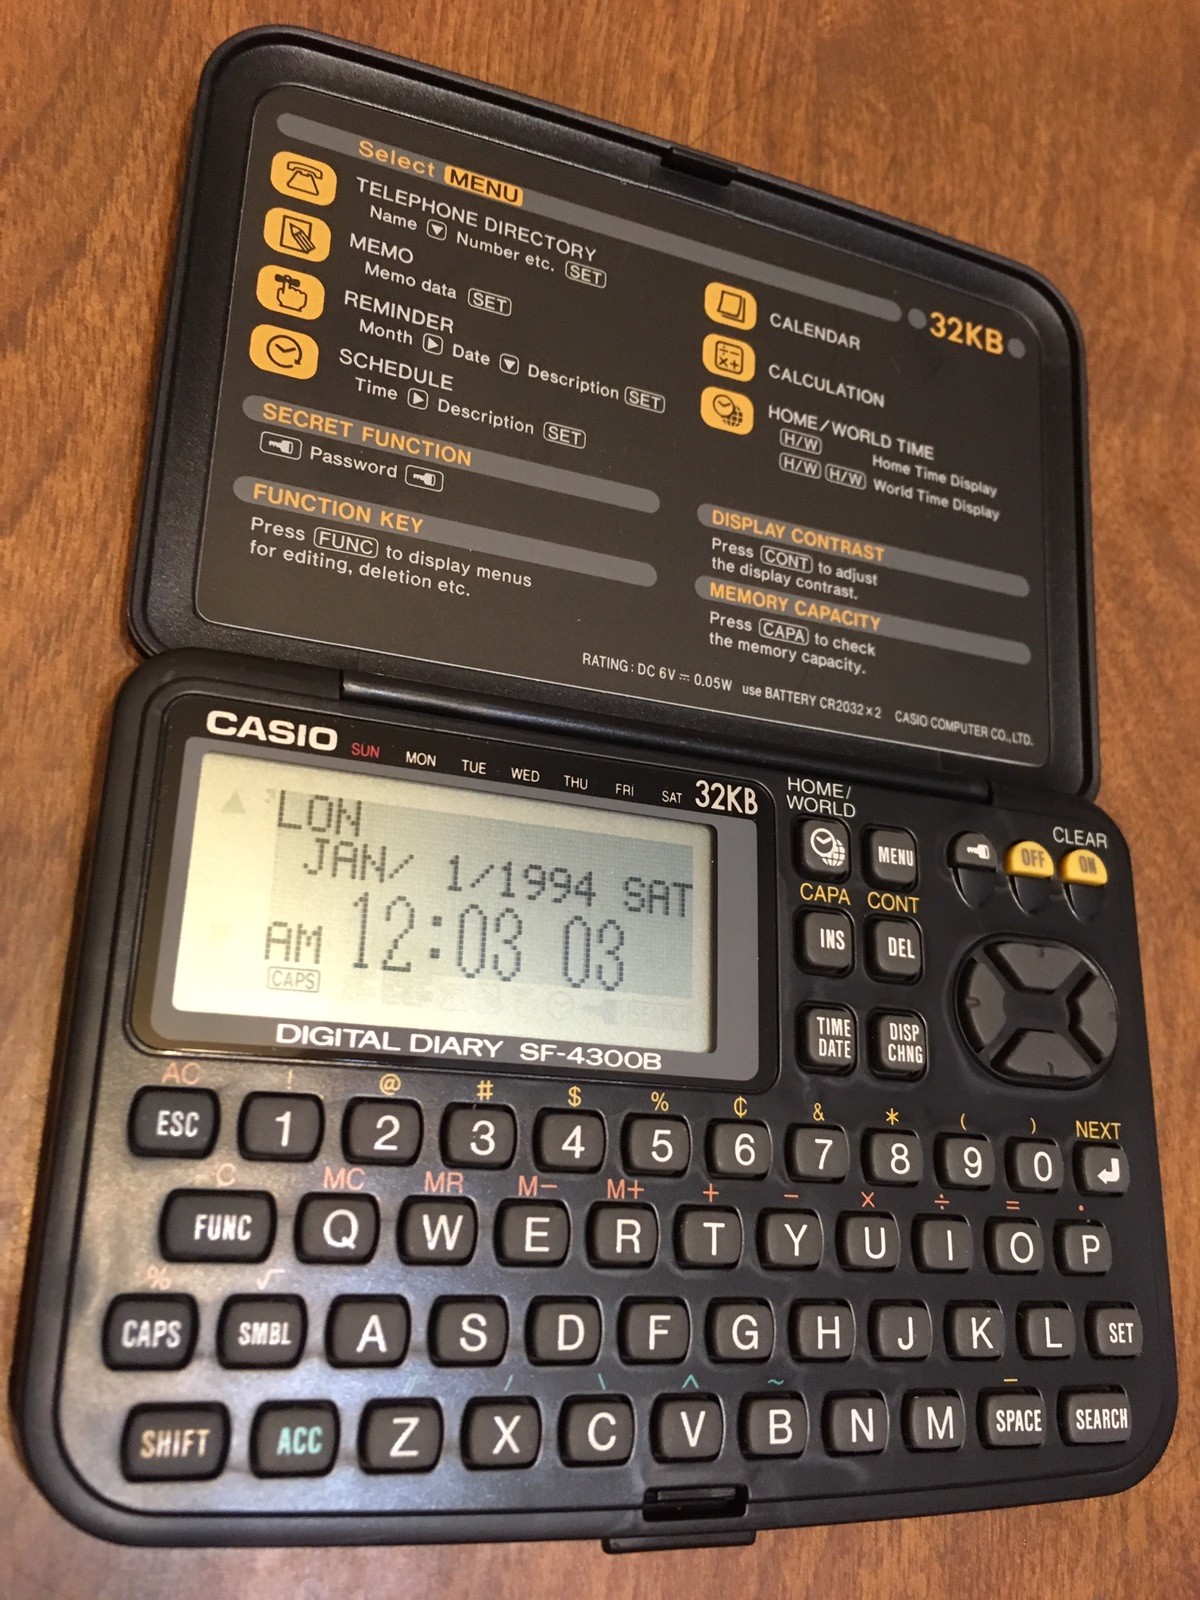 Select MENU
TELEPHONE DIRECTORY
Name ▼ Number etc. SET
MEMO
Memo data SET
REMINDER
Month ▶ Date ▼ Description SET
SCHEDULE
Time ▶ Description SET
SECRET FUNCTION
Password
FUNCTION KEY
Press FUNC to display menus
for editing, deletion etc.
32KB
CALENDAR
CALCULATION
HOME/WORLD TIME
H/W Home Time Display
H/W H/W World Time Display
DISPLAY CONTRAST
Press CONT to adjust
the display contrast.
MEMORY CAPACITY
Press CAPA to check
the memory capacity.
RATING: DC 6V ⎓ 0.05W use BATTERY CR2032×2 CASIO COMPUTER CO.,LTD.
CASIO SUN MON TUE WED THU FRI SAT 32KB
LON
JAN/ 1/1994 SAT
AM 12:03 03
CAPS
SEARCH
DIGITAL DIARY SF-4300B
HOME/
WORLD
MENU
CLEAR
OFF ON
CAPA CONT
INS DEL
TIME
DATE
DISP
CHNG
AC ! @ # $ % ₵ & * ( ) NEXT
ESC 1 2 3 4 5 6 7 8 9 0 ↵
C MC MR M− M+ + − × ÷ = .
FUNC Q W E R T Y U I O P
% √
CAPS SMBL A S D F G H J K L SET
/ \ ^ ~ −
SHIFT ACC Z X C V B N M SPACE SEARCH